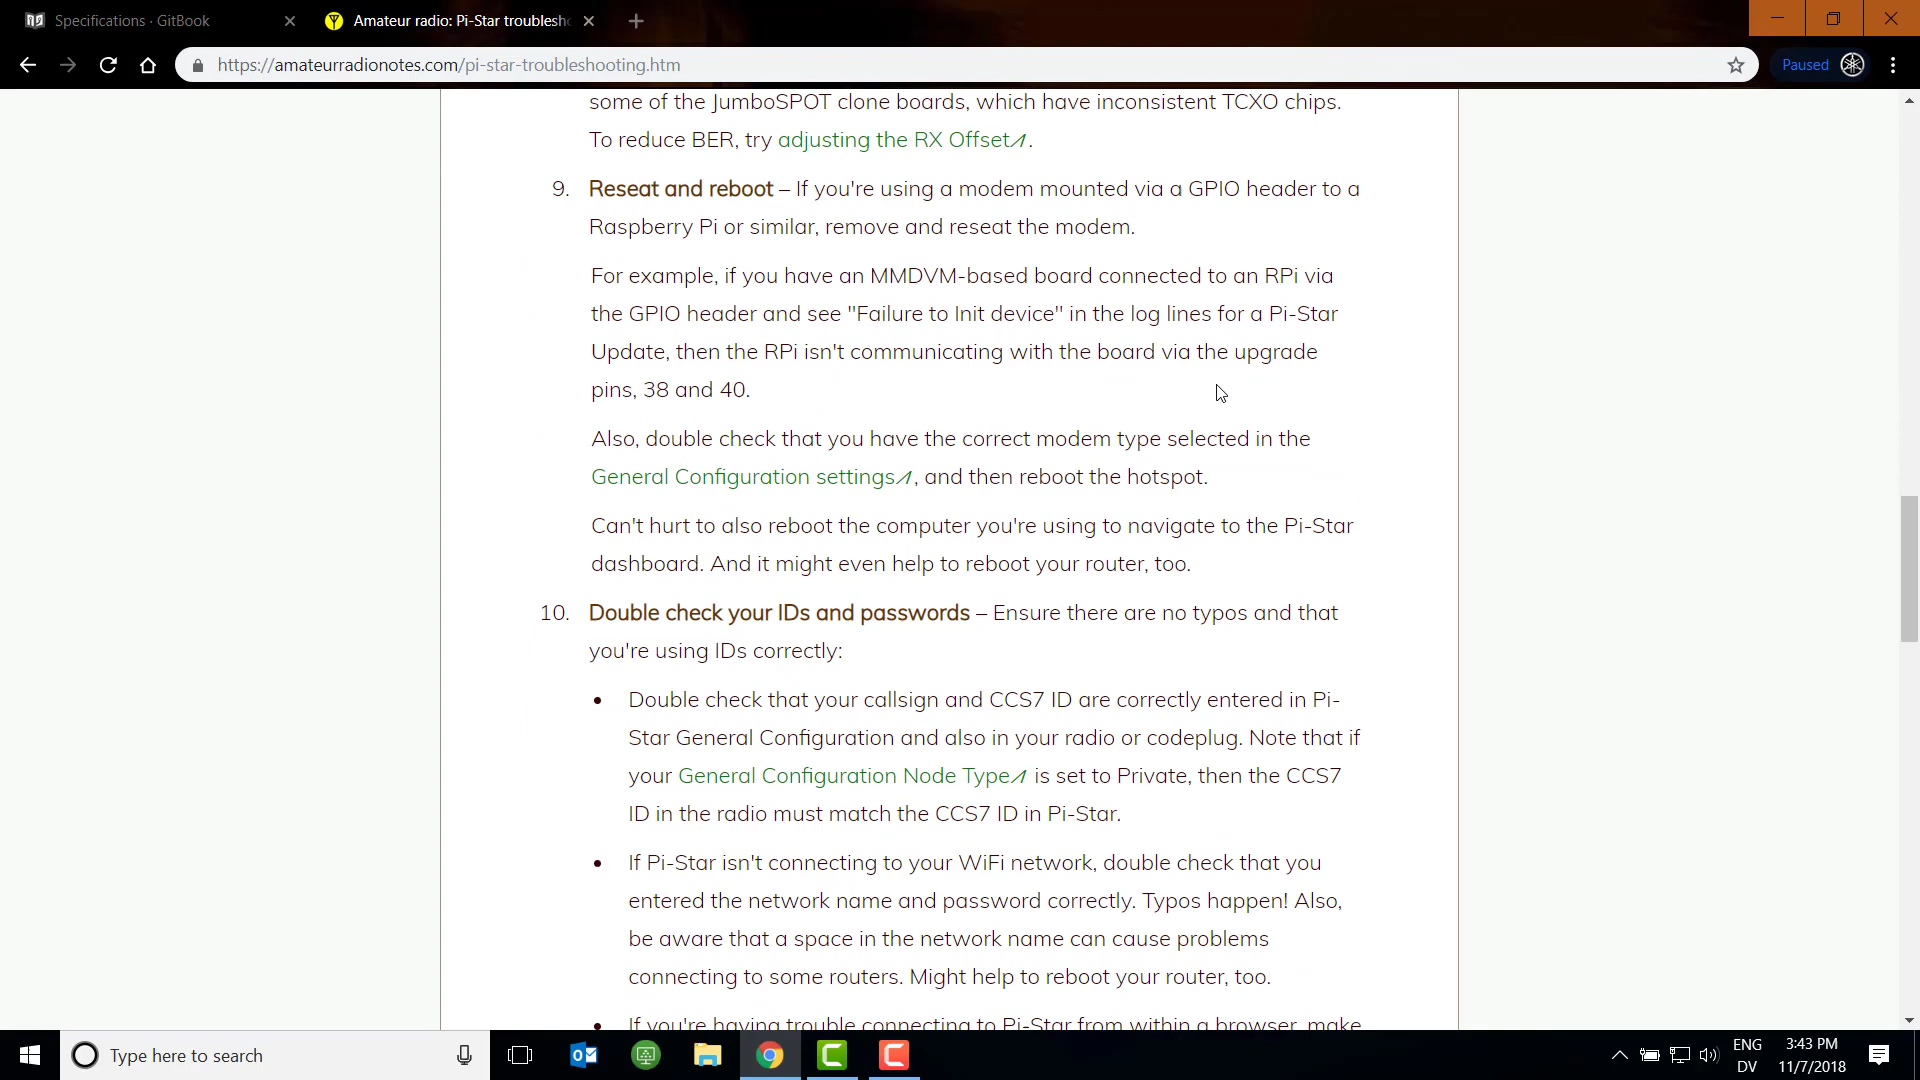 Specifications · GitBook
Amateur radio: Pi-Star troublesh
https://amateurradionotes.com/pi-star-troubleshooting.htm
Paused
some of the JumboSPOT clone boards, which have inconsistent TCXO chips.
To reduce BER, try adjusting the RX Offset.
9. Reseat and reboot – If you're using a modem mounted via a GPIO header to a
Raspberry Pi or similar, remove and reseat the modem.
For example, if you have an MMDVM-based board connected to an RPi via
the GPIO header and see "Failure to Init device" in the log lines for a Pi-Star
Update, then the RPi isn't communicating with the board via the upgrade
pins, 38 and 40.
Also, double check that you have the correct modem type selected in the
General Configuration settings, and then reboot the hotspot.
Can't hurt to also reboot the computer you're using to navigate to the Pi-Star
dashboard. And it might even help to reboot your router, too.
10. Double check your IDs and passwords – Ensure there are no typos and that
you're using IDs correctly:
• Double check that your callsign and CCS7 ID are correctly entered in Pi-
Star General Configuration and also in your radio or codeplug. Note that if
your General Configuration Node Type is set to Private, then the CCS7
ID in the radio must match the CCS7 ID in Pi-Star.
• If Pi-Star isn't connecting to your WiFi network, double check that you
entered the network name and password correctly. Typos happen! Also,
be aware that a space in the network name can cause problems
connecting to some routers. Might help to reboot your router, too.
• If you're having trouble connecting to Pi-Star from within a browser, make
Type here to search
ENG
DV
3:43 PM
11/7/2018